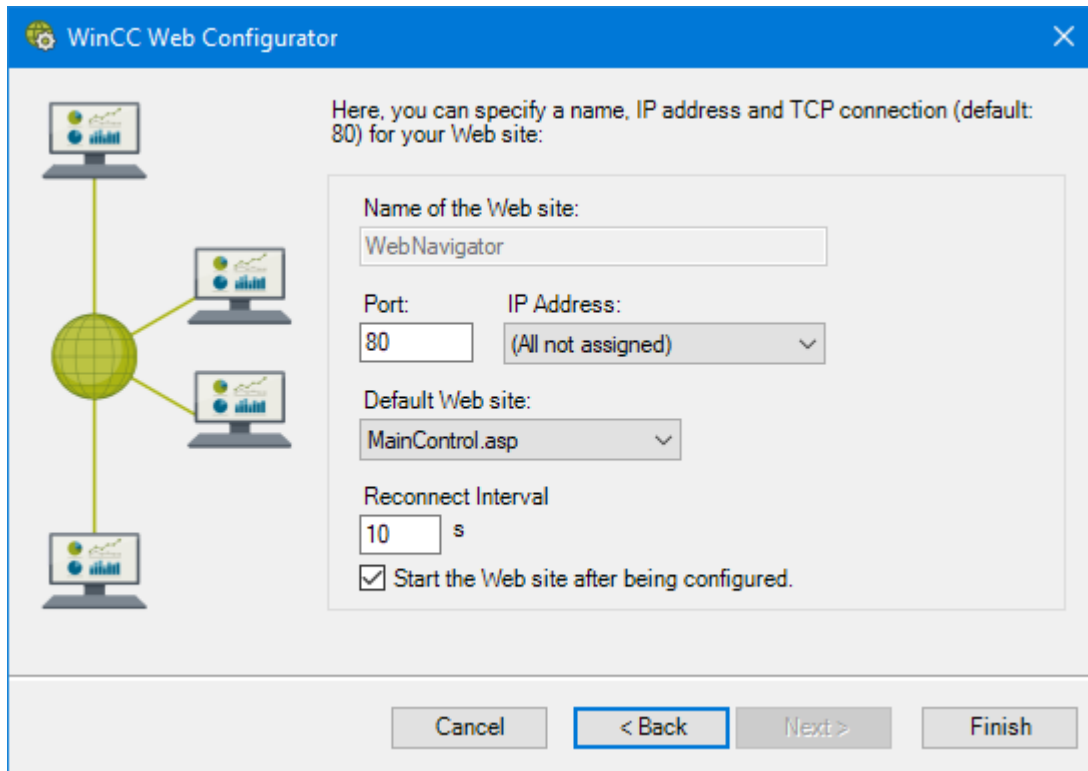 WinCC Web Configurator
Here, you can specify a name, IP address and TCP connection (default:
80) for your Web site:
Name of the Web site:
WebNavigator
Port:
IP Address:
80
(All not assigned)
Default Web site:
MainControl.asp
Reconnect Interval
10 s
Start the Web site after being configured.
Cancel
< Back
Next >
Finish